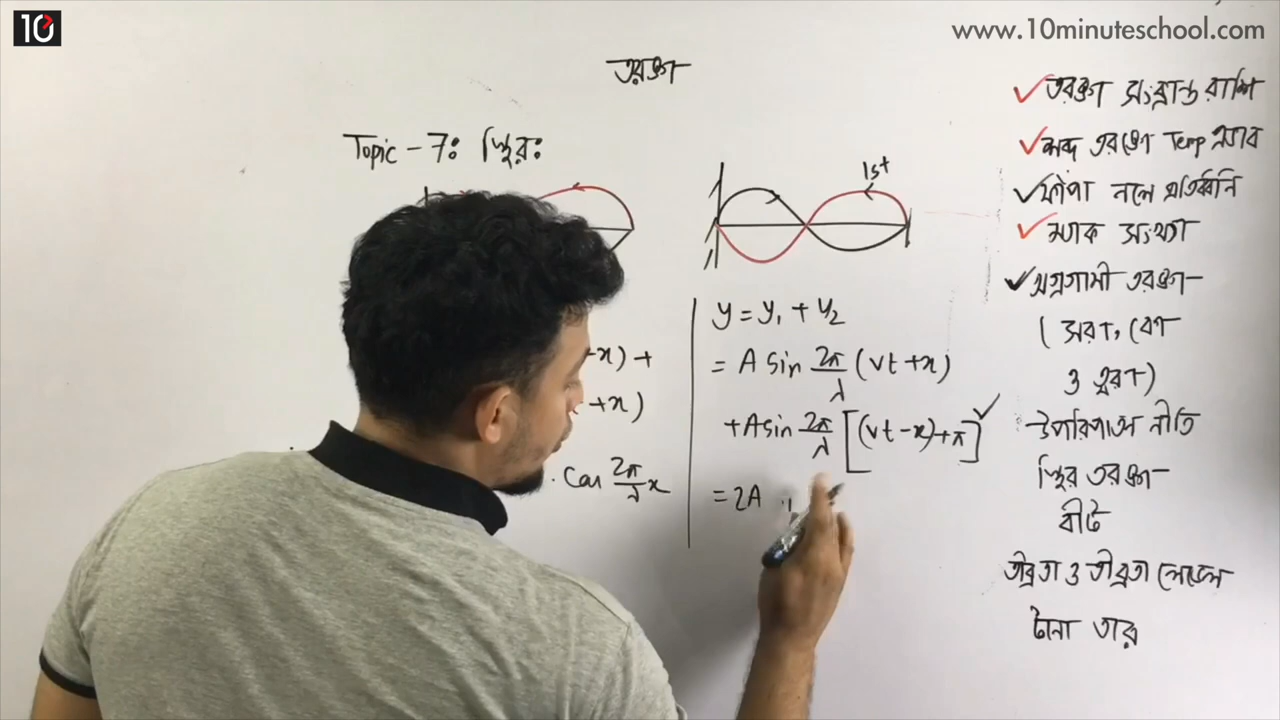 10
www.10minuteschool.com
তরঙ্গ
Topic - 7: স্থির:
1st
-x) +
+x)
. Cos 2π/λ x
y = y₁ + y₂
= A sin 2π/λ (vt + x)
+ A sin 2π/λ [(vt - x) + π] ✓
= 2A
✓ তরঙ্গ সংক্রান্ত রাশি
✓ শব্দ তরঙ্গে Temp এভাব
✓ ফাঁপা নলে প্রতিধ্বনি
✓ ম্যাক সংখ্যা
✓ অগ্রগামী তরঙ্গ
( সরণ, বেগ
ও ত্বরণ )
উপরিপাতন নীতি
স্থির তরঙ্গ
বীট
তীব্রতা ও তীব্রতা লেভেল
টানা তার